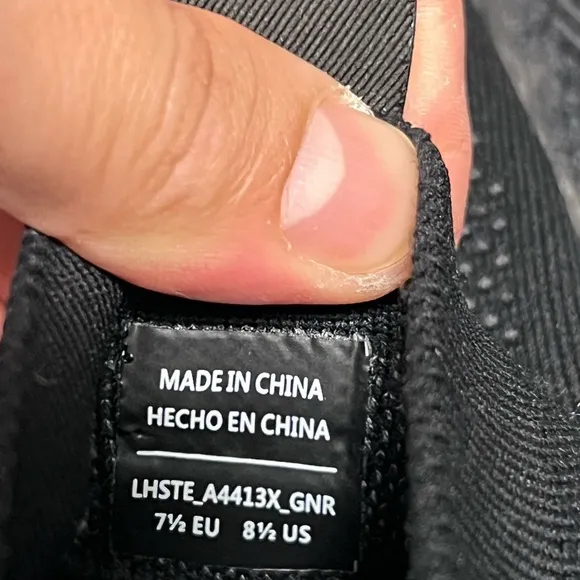 MADE IN CHINA
HECHO EN CHINA
LHSTE_A4413X_GNR
7½ EU 8½ US